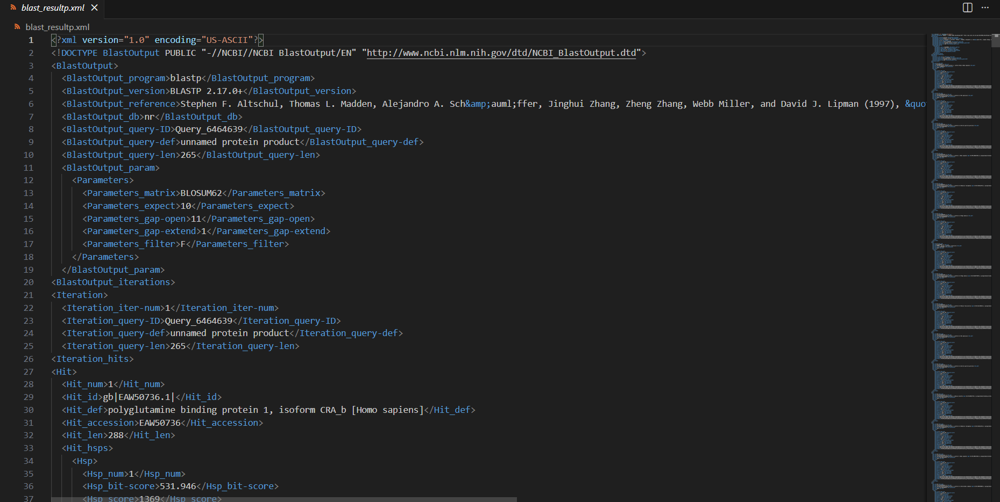 blast_resultp.xml
blast_resultp.xml
1 <?xml version="1.0" encoding="US-ASCII"?>
2 <!DOCTYPE BlastOutput PUBLIC "-//NCBI//NCBI BlastOutput/EN" "http://www.ncbi.nlm.nih.gov/dtd/NCBI_BlastOutput.dtd">
3 <BlastOutput>
4   <BlastOutput_program>blastp</BlastOutput_program>
5   <BlastOutput_version>BLASTP 2.17.0+</BlastOutput_version>
6   <BlastOutput_reference>Stephen F. Altschul, Thomas L. Madden, Alejandro A. Sch&amp;auml;ffer, Jinghui Zhang, Zheng Zhang, Webb Miller, and David J. Lipman (1997), &quo
7   <BlastOutput_db>nr</BlastOutput_db>
8   <BlastOutput_query-ID>Query_6464639</BlastOutput_query-ID>
9   <BlastOutput_query-def>unnamed protein product</BlastOutput_query-def>
10   <BlastOutput_query-len>265</BlastOutput_query-len>
11   <BlastOutput_param>
12     <Parameters>
13       <Parameters_matrix>BLOSUM62</Parameters_matrix>
14       <Parameters_expect>10</Parameters_expect>
15       <Parameters_gap-open>11</Parameters_gap-open>
16       <Parameters_gap-extend>1</Parameters_gap-extend>
17       <Parameters_filter>F</Parameters_filter>
18     </Parameters>
19   </BlastOutput_param>
20 <BlastOutput_iterations>
21 <Iteration>
22   <Iteration_iter-num>1</Iteration_iter-num>
23   <Iteration_query-ID>Query_6464639</Iteration_query-ID>
24   <Iteration_query-def>unnamed protein product</Iteration_query-def>
25   <Iteration_query-len>265</Iteration_query-len>
26 <Iteration_hits>
27 <Hit>
28   <Hit_num>1</Hit_num>
29   <Hit_id>gb|EAW50736.1|</Hit_id>
30   <Hit_def>polyglutamine binding protein 1, isoform CRA_b [Homo sapiens]</Hit_def>
31   <Hit_accession>EAW50736</Hit_accession>
32   <Hit_len>288</Hit_len>
33   <Hit_hsps>
34     <Hsp>
35       <Hsp_num>1</Hsp_num>
36       <Hsp_bit-score>531.946</Hsp_bit-score>
37       <Hsp_score>1369</Hsp_score>